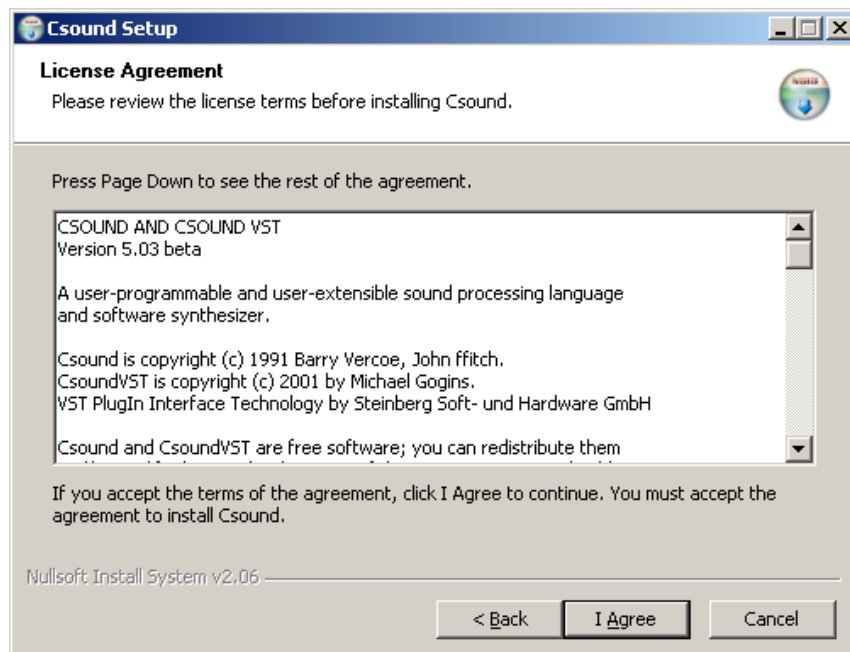 Csound Setup
License Agreement
Please review the license terms before installing Csound.
Press Page Down to see the rest of the agreement.
CSOUND AND CSOUND VST
Version 5.03 beta
A user-programmable and user-extensible sound processing language
and software synthesizer.
Csound is copyright (c) 1991 Barry Vercoe, John ffitch.
CsoundVST is copyright (c) 2001 by Michael Gogins.
VST PlugIn Interface Technology by Steinberg Soft- und Hardware GmbH
Csound and CsoundVST are free software; you can redistribute them
If you accept the terms of the agreement, click I Agree to continue. You must accept the
agreement to install Csound.
Nullsoft Install System v2.06
< Back
I Agree
Cancel